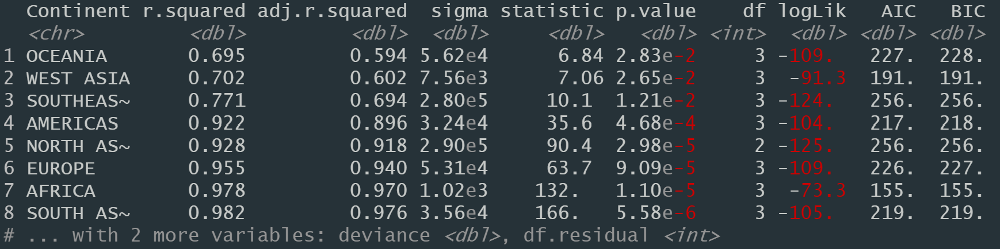 Continent r.squared adj.r.squared sigma statistic p.value df logLik AIC BIC
<chr> <dbl> <dbl> <dbl> <dbl> <dbl> <int> <dbl> <dbl> <dbl>
1 OCEANIA 0.695 0.594 5.62e4 6.84 2.83e-2 3 -109. 227. 228.
2 WEST ASIA 0.702 0.602 7.56e3 7.06 2.65e-2 3 -91.3 191. 191.
3 SOUTHEAS~ 0.771 0.694 2.80e5 10.1 1.21e-2 3 -124. 256. 256.
4 AMERICAS 0.922 0.896 3.24e4 35.6 4.68e-4 3 -104. 217. 218.
5 NORTH AS~ 0.928 0.918 2.90e5 90.4 2.98e-5 2 -125. 256. 256.
6 EUROPE 0.955 0.940 5.31e4 63.7 9.09e-5 3 -109. 226. 227.
7 AFRICA 0.978 0.970 1.02e3 132. 1.10e-5 3 -73.3 155. 155.
8 SOUTH AS~ 0.982 0.976 3.56e4 166. 5.58e-6 3 -105. 219. 219.
# ... with 2 more variables: deviance <dbl>, df.residual <int>